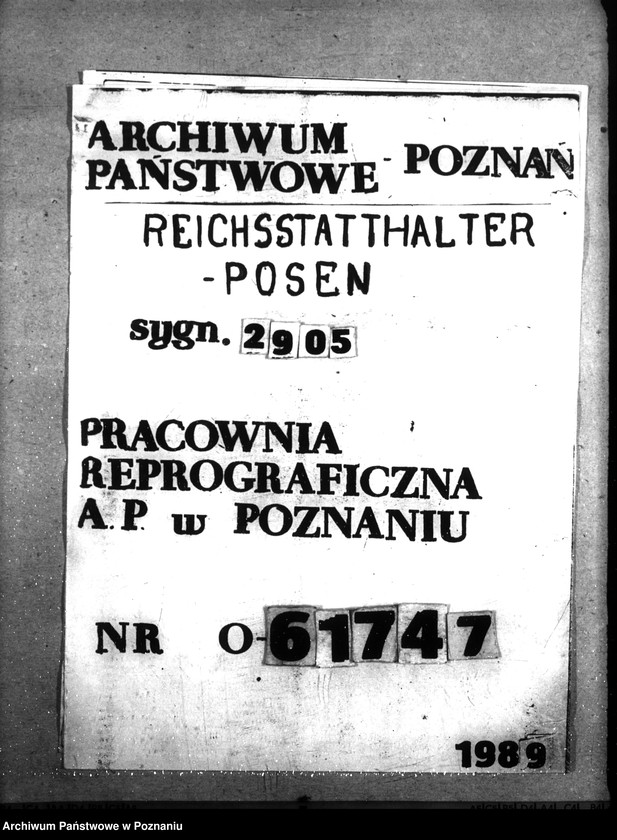 ARCHIWUM
PAŃSTWOWE - POZNAŃ
REICHSSTATTHALTER
-POSEN
sygn. 2905
PRACOWNIA
REPROGRAFICZNA
A.P. w POZNANIU
NR O-61747
1989
Archiwum Państwowe w Poznaniu